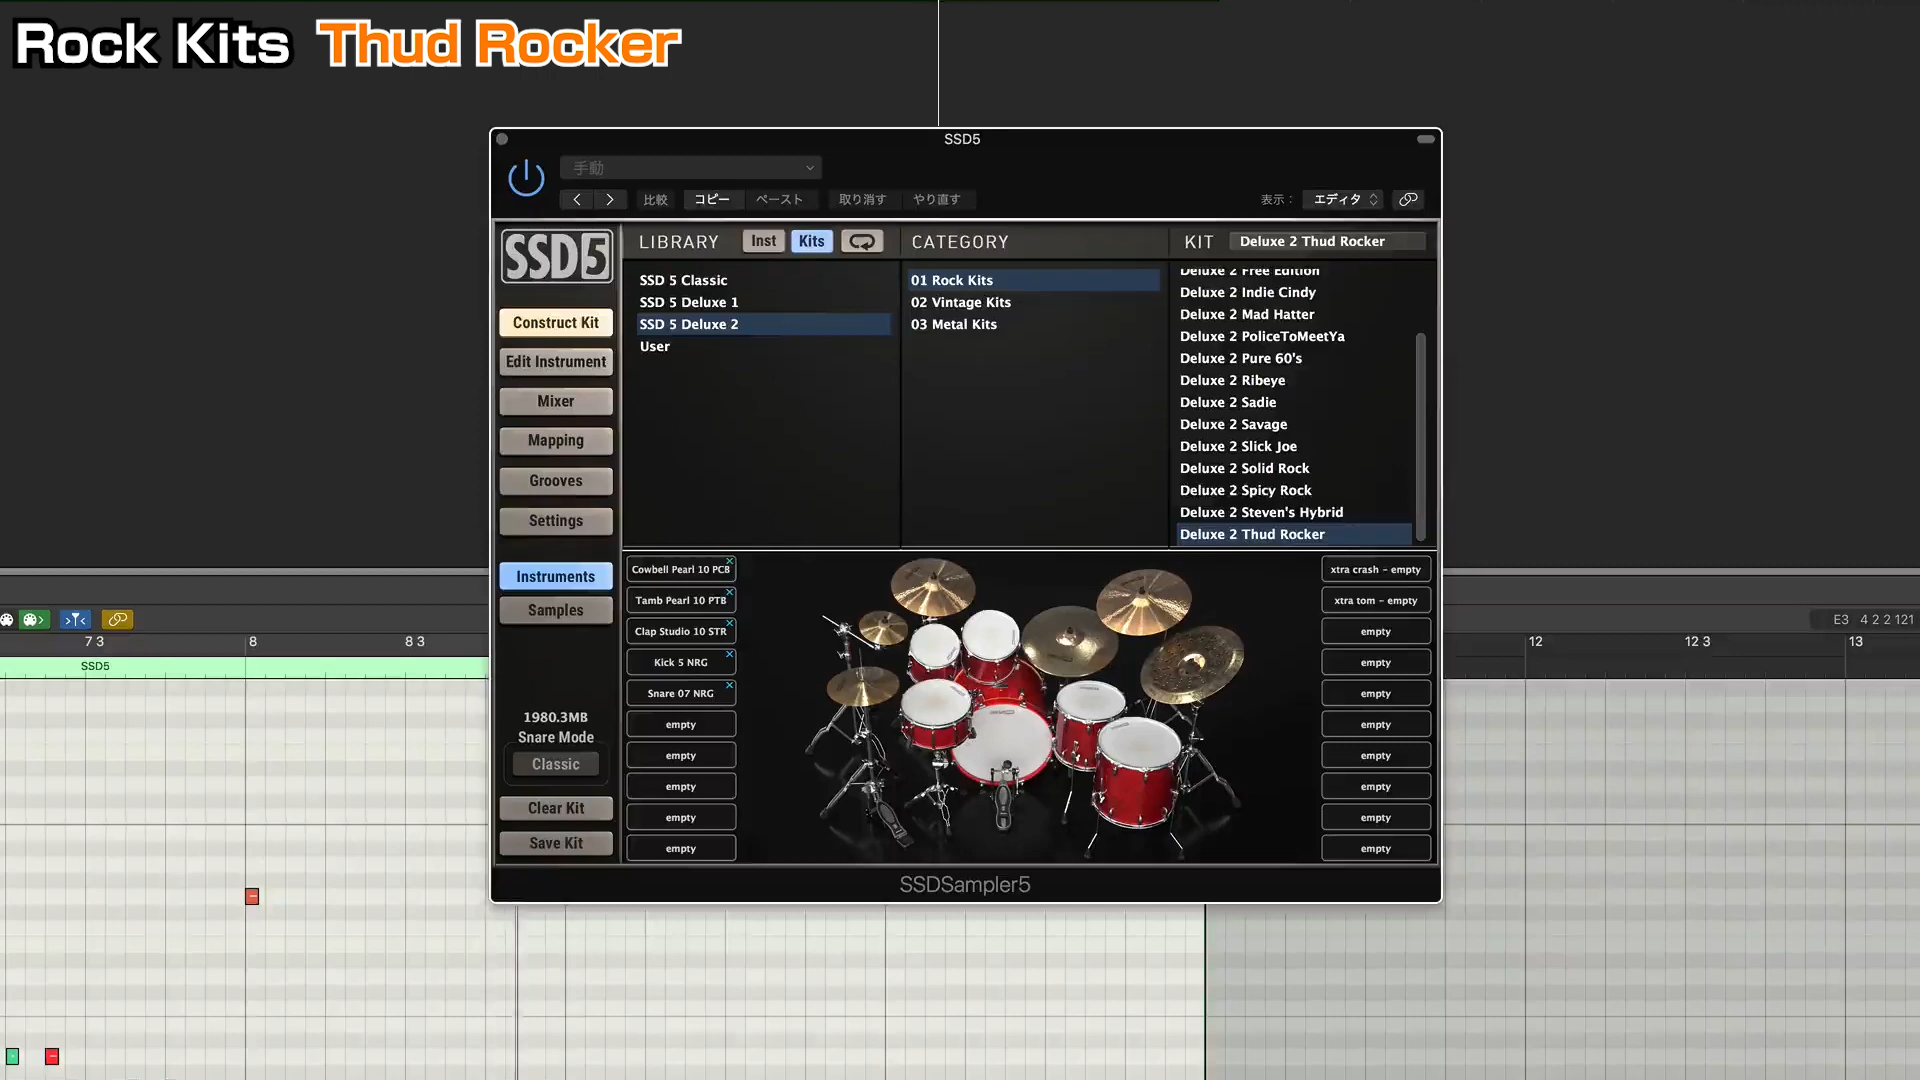 Rock Kits Thud Rocker
SSD5
手動
比較 コピー ペースト 取り消す やり直す
表示： エディタ
SSD5
LIBRARY Inst Kits CATEGORY KIT Deluxe 2 Thud Rocker
SSD 5 Classic
SSD 5 Deluxe 1
SSD 5 Deluxe 2
User
01 Rock Kits
02 Vintage Kits
03 Metal Kits
Deluxe 2 Free Edition
Deluxe 2 Indie Cindy
Deluxe 2 Mad Hatter
Deluxe 2 PoliceToMeetYa
Deluxe 2 Pure 60's
Deluxe 2 Ribeye
Deluxe 2 Sadie
Deluxe 2 Savage
Deluxe 2 Slick Joe
Deluxe 2 Solid Rock
Deluxe 2 Spicy Rock
Deluxe 2 Steven's Hybrid
Deluxe 2 Thud Rocker
Construct Kit
Edit Instrument
Mixer
Mapping
Grooves
Settings
Instruments
Samples
1980.3MB
Snare Mode
Classic
Clear Kit
Save Kit
Cowbell Pearl 10 PCB
Tamb Pearl 10 PTB
Clap Studio 10 STR
Kick 5 NRG
Snare 07 NRG
empty
empty
empty
empty
empty
xtra crash - empty
xtra tom - empty
empty
empty
empty
empty
empty
empty
empty
empty
SSDSampler5
E3 4 2 2 121
7 3 8 8 3 12 12 3 13
SSD5